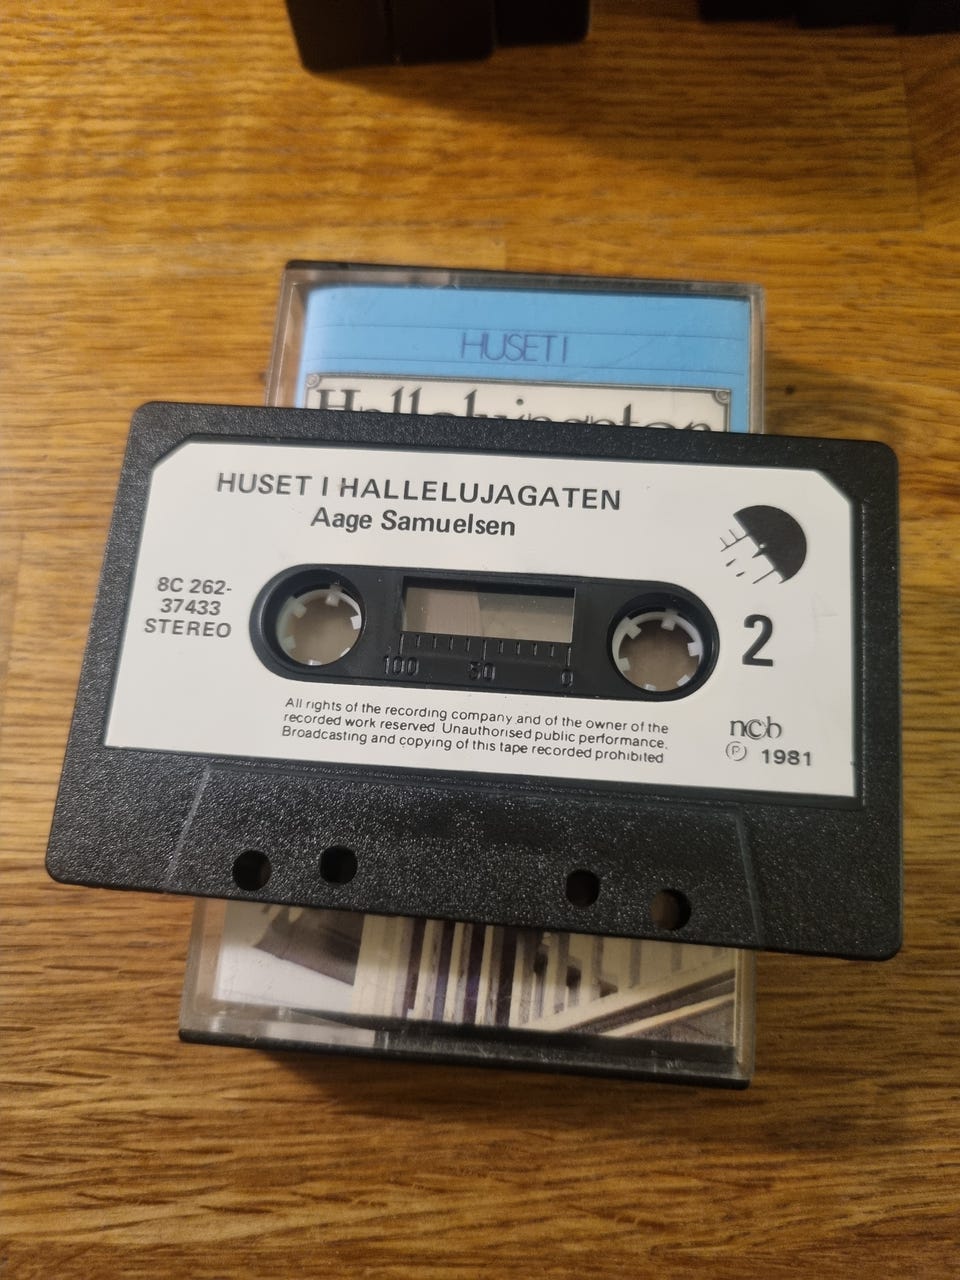 HUSET I
Hallelujagaten
HUSET I HALLELUJAGATEN
Aage Samuelsen
8C 262-
37433
STEREO
2
100 50 0
All rights of the recording company and of the owner of the
recorded work reserved. Unauthorised public performance.
Broadcasting and copying of this tape recorded prohibited
ncb
Ⓟ 1981